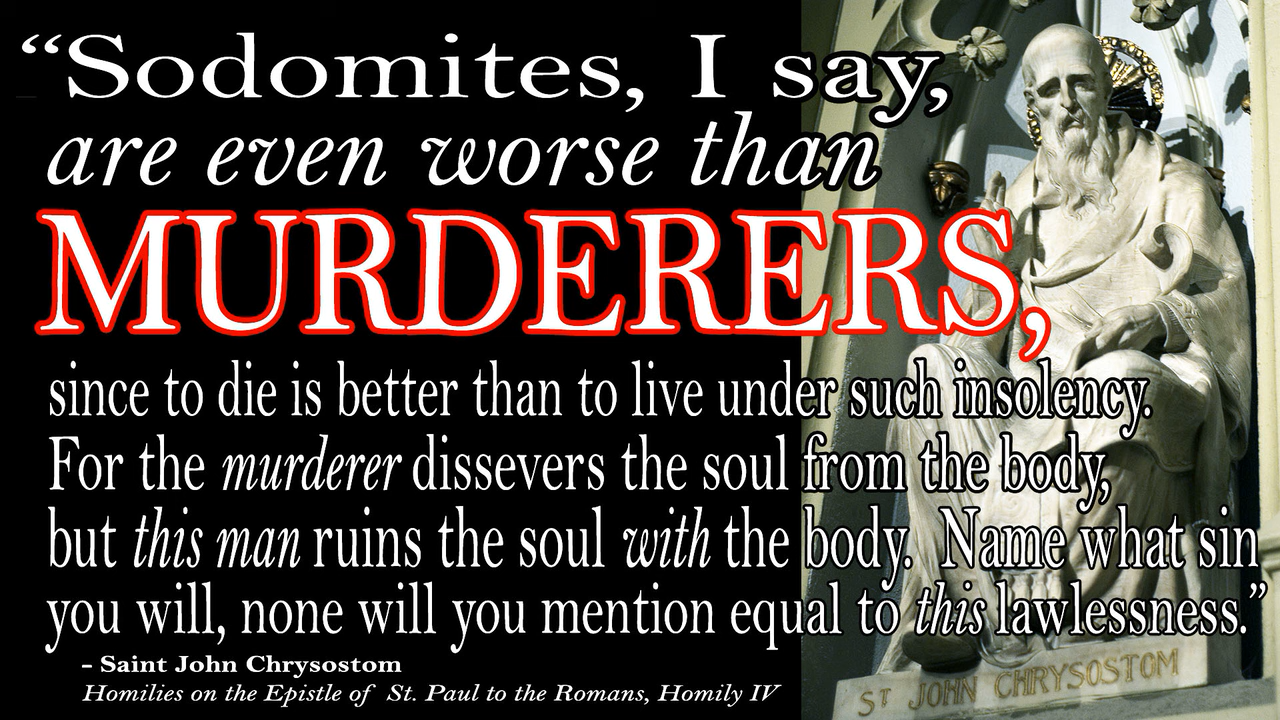 “Sodomites, I say,
are even worse than
MURDERERS,
since to die is better than to live under such insolency.
For the murderer dissevers the soul from the body,
but this man ruins the soul with the body. Name what sin
you will, none will you mention equal to this lawlessness.”
– Saint John Chrysostom
Homilies on the Epistle of St. Paul to the Romans, Homily IV
ST JOHN CHRYSOSTOM